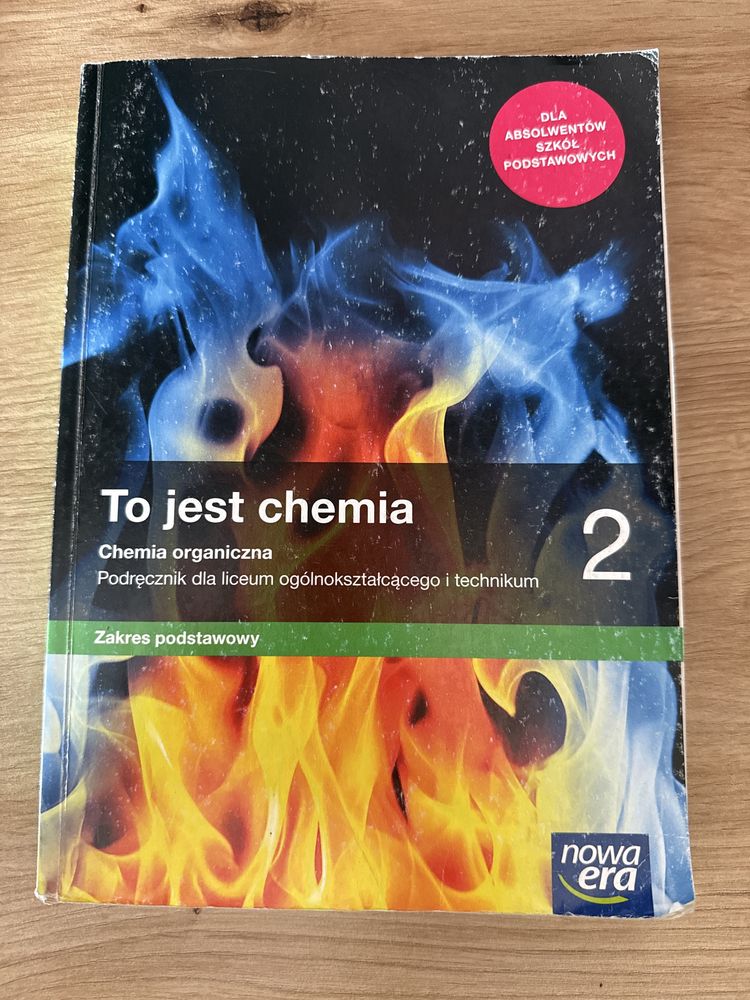 DLA
ABSOLWENTÓW
SZKÓŁ
PODSTAWOWYCH
To jest chemia
2
Chemia organiczna
Podręcznik dla liceum ogólnokształcącego i technikum
Zakres podstawowy
nowa
era